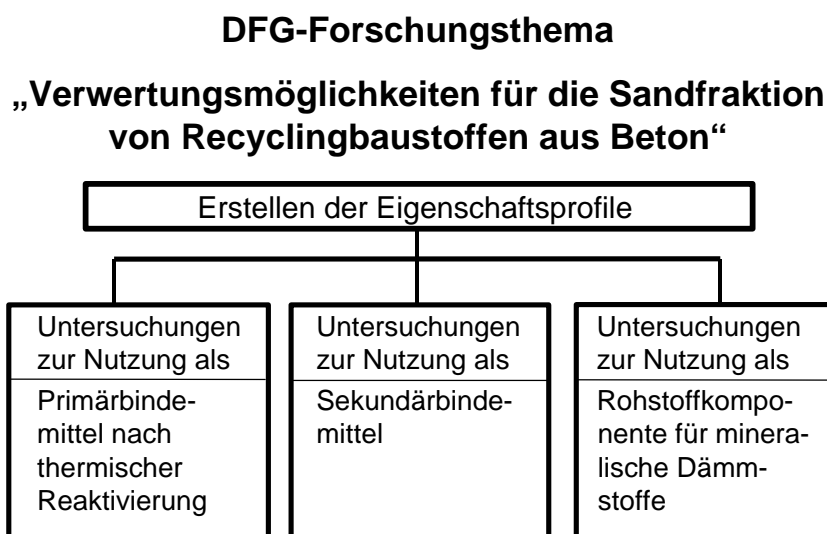 DFG-Forschungsthema
„Verwertungsmöglichkeiten für die Sandfraktion
von Recyclingbaustoffen aus Beton“
Erstellen der Eigenschaftsprofile
Untersuchungen
zur Nutzung als
Primärbinde-
mittel nach
thermischer
Reaktivierung
Untersuchungen
zur Nutzung als
Sekundärbinde-
mittel
Untersuchungen
zur Nutzung als
Rohstoffkompo-
nente für minera-
lische Dämm-
stoffe